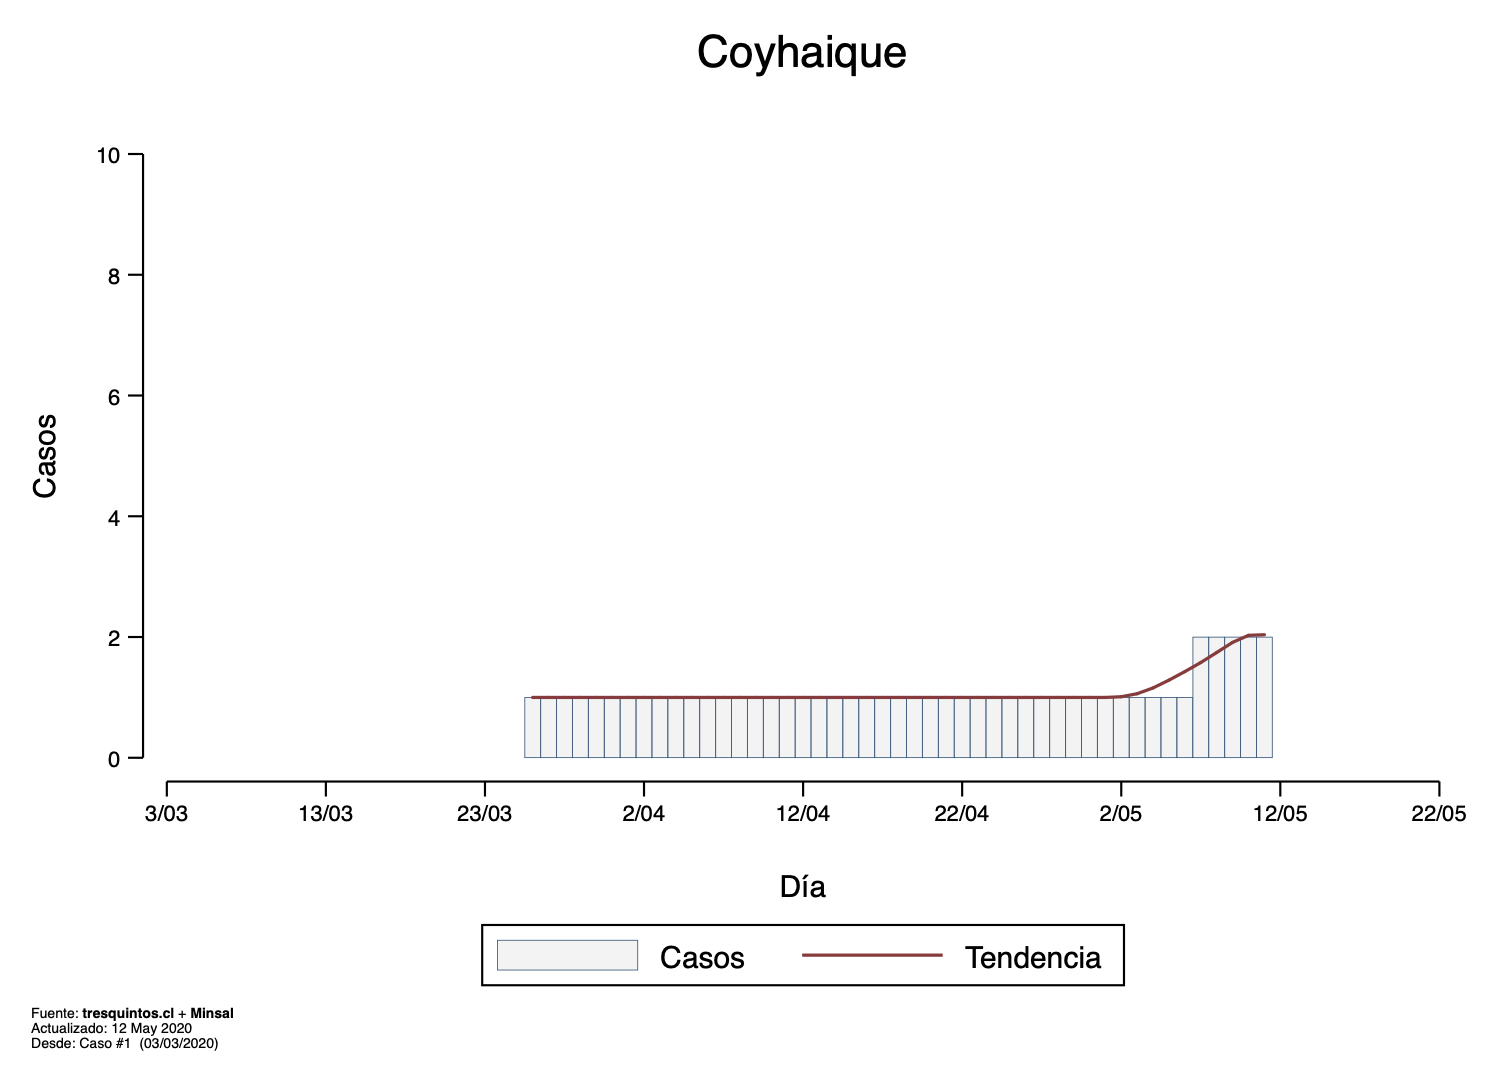 Coyhaique
10
8
6
4
2
0
Casos
3/03 13/03 23/03 2/04 12/04 22/04 2/05 12/05 22/05
Día
Casos Tendencia
Fuente: tresquintos.cl + Minsal
Actualizado: 12 May 2020
Desde: Caso #1 (03/03/2020)